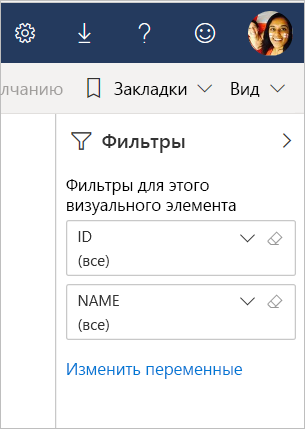 ?
лчанию Закладки Вид
Фильтры
Фильтры для этого
визуального элемента
ID
(все)
NAME
(все)
Изменить переменные